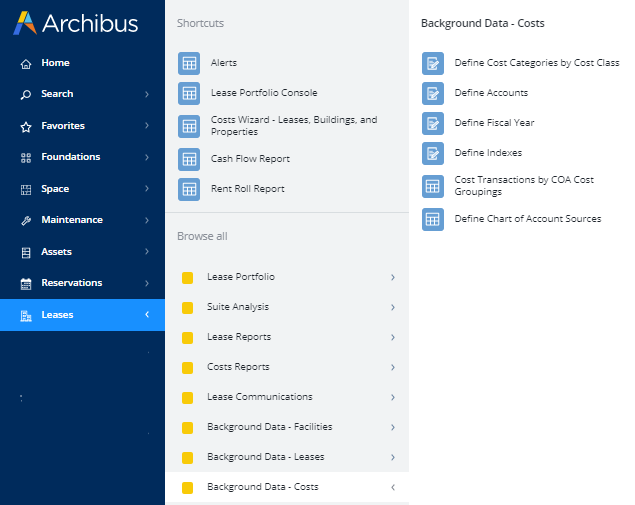 Archibus
Home
Search
Favorites
Foundations
Space
Maintenance
Assets
Reservations
Leases
Shortcuts
Alerts
Lease Portfolio Console
Costs Wizard - Leases, Buildings, and
Properties
Cash Flow Report
Rent Roll Report
Browse all
Lease Portfolio
Suite Analysis
Lease Reports
Costs Reports
Lease Communications
Background Data - Facilities
Background Data - Leases
Background Data - Costs
Background Data - Costs
Define Cost Categories by Cost Class
Define Accounts
Define Fiscal Year
Define Indexes
Cost Transactions by COA Cost
Groupings
Define Chart of Account Sources